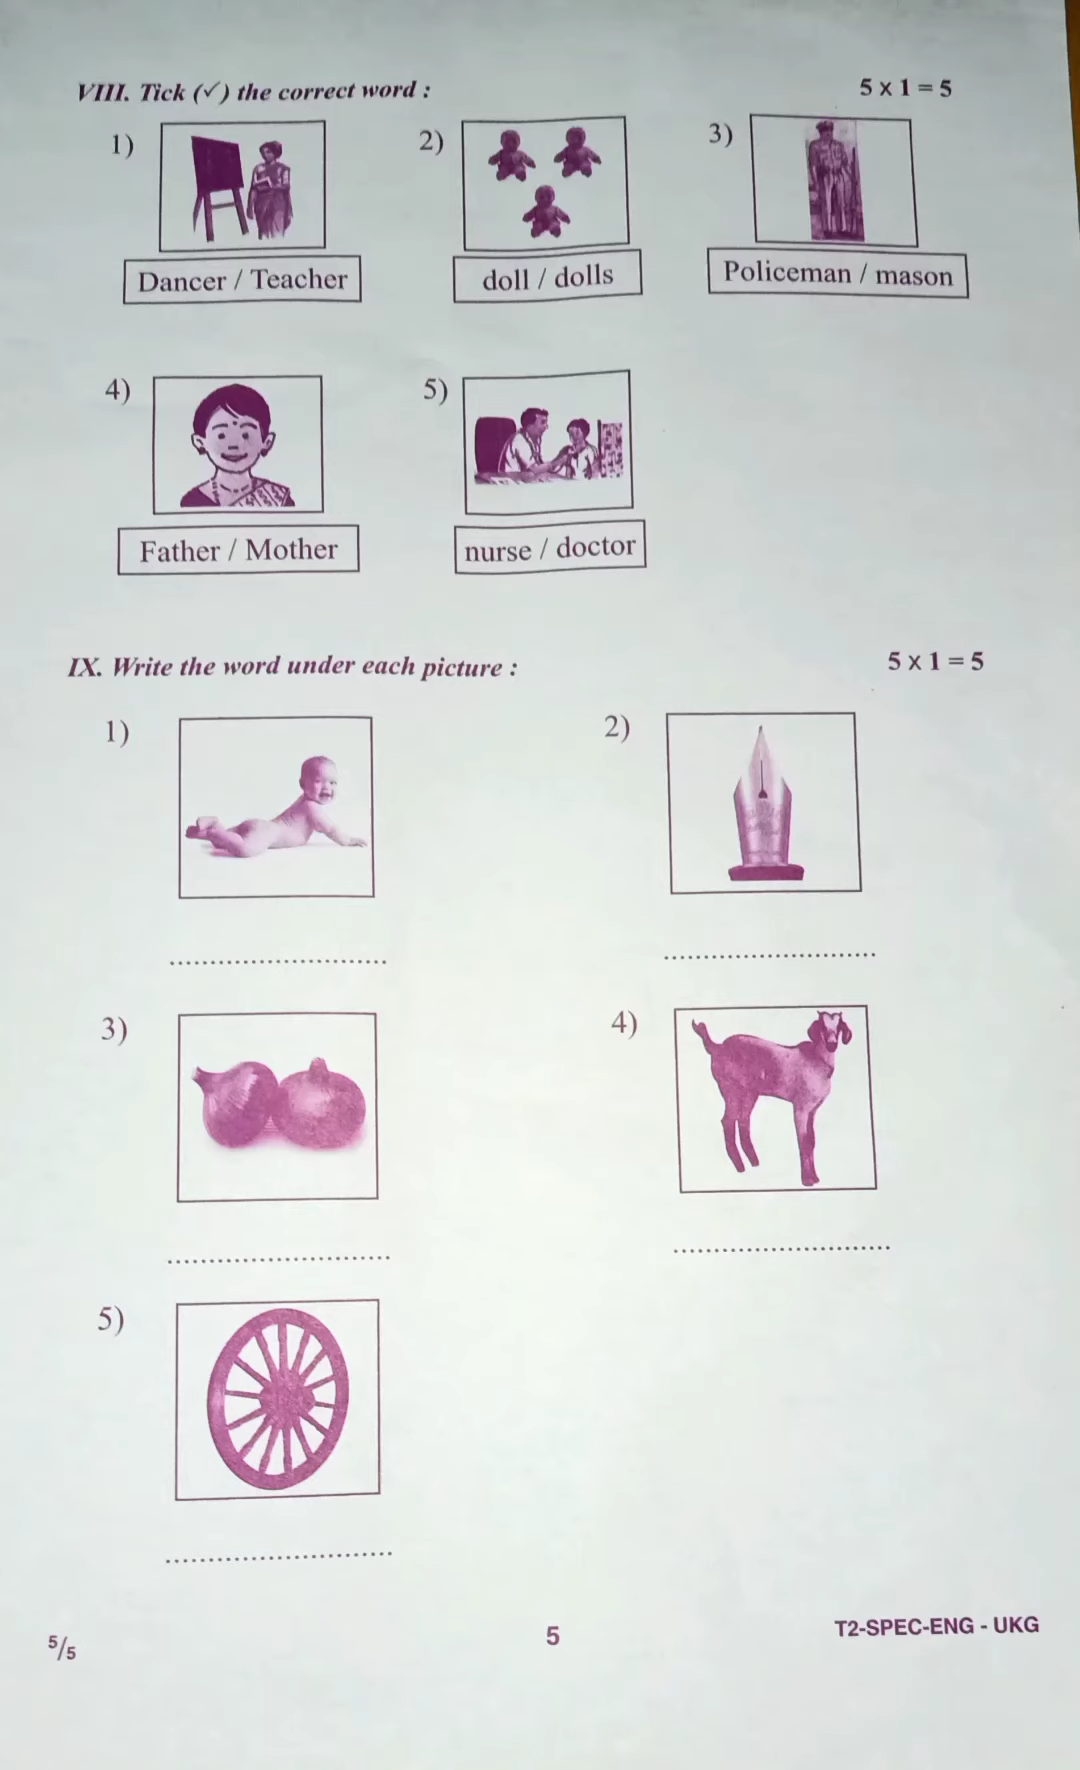 VIII. Tick (✓) the correct word : 5 x 1 = 5
1) 2) 3)
Dancer / Teacher doll / dolls Policeman / mason
4) 5)
Father / Mother nurse / doctor
IX. Write the word under each picture : 5 x 1 = 5
1) 2)
..............................  ..............................
3) 4)
..............................  ..............................
5)
..............................
5/5 5 T2-SPEC-ENG - UKG